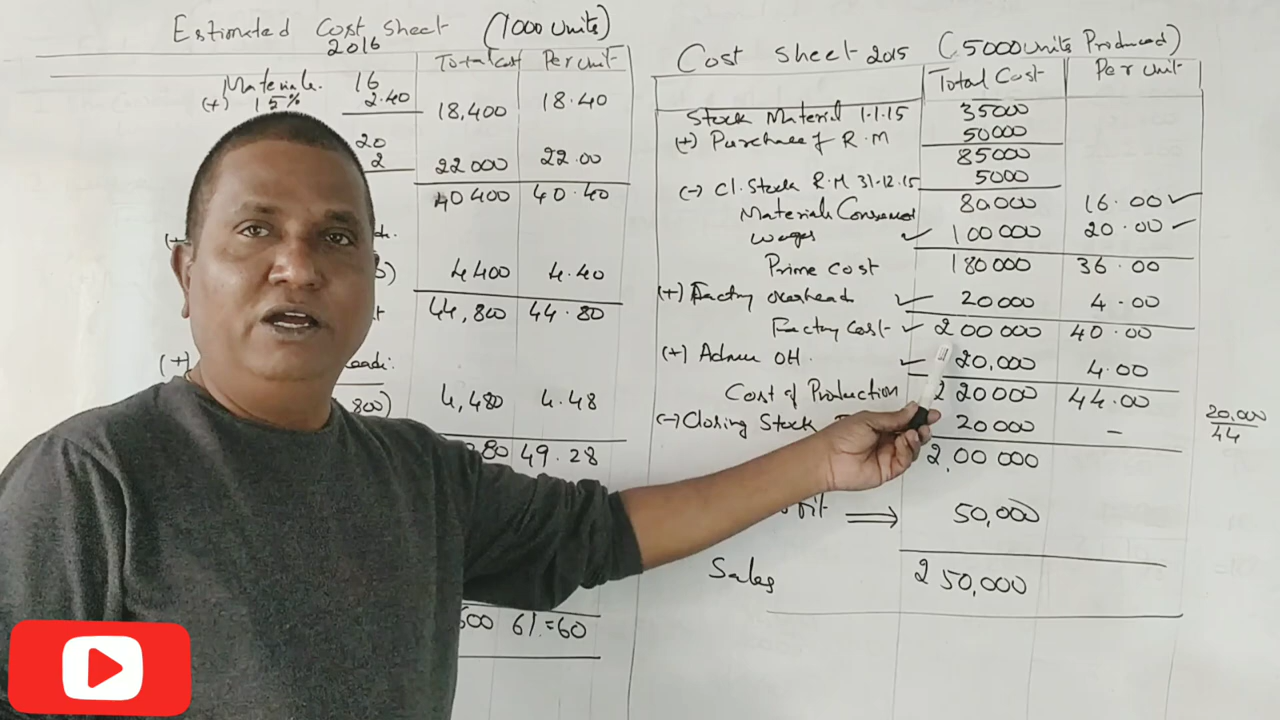 Estimated Cost Sheet (1000 Units)
2016
Total Cost Per unit
Materials. 16
(+) 15% 2.40 18,400 18.40
20
2 22000 22.00
40400 40.40
4400 4.40
44,800 44.80
(+)
800) 4,480 4.48
280 49.28
600 6% = 60
Cost Sheet 2015 (5000 units Produced)
Total Cost Per unit
Stock Material 1-1-15 35000
(+) Purchase of R.M 50000
85000
(-) Cl. Stock R.M 31-12-15 5000
Materials Consumed 80000 16.00
Wages 100000 20.00
Prime Cost 180000 36.00
(+) Factory overhead 20000 4.00
Factory Cost 200000 40.00
(+) Admn OH. 20,000 4.00
Cost of Production 220000 44.00
(-) Closing Stock 20000 -
20,000
44
2,00 000
50,000
Sales 250,000